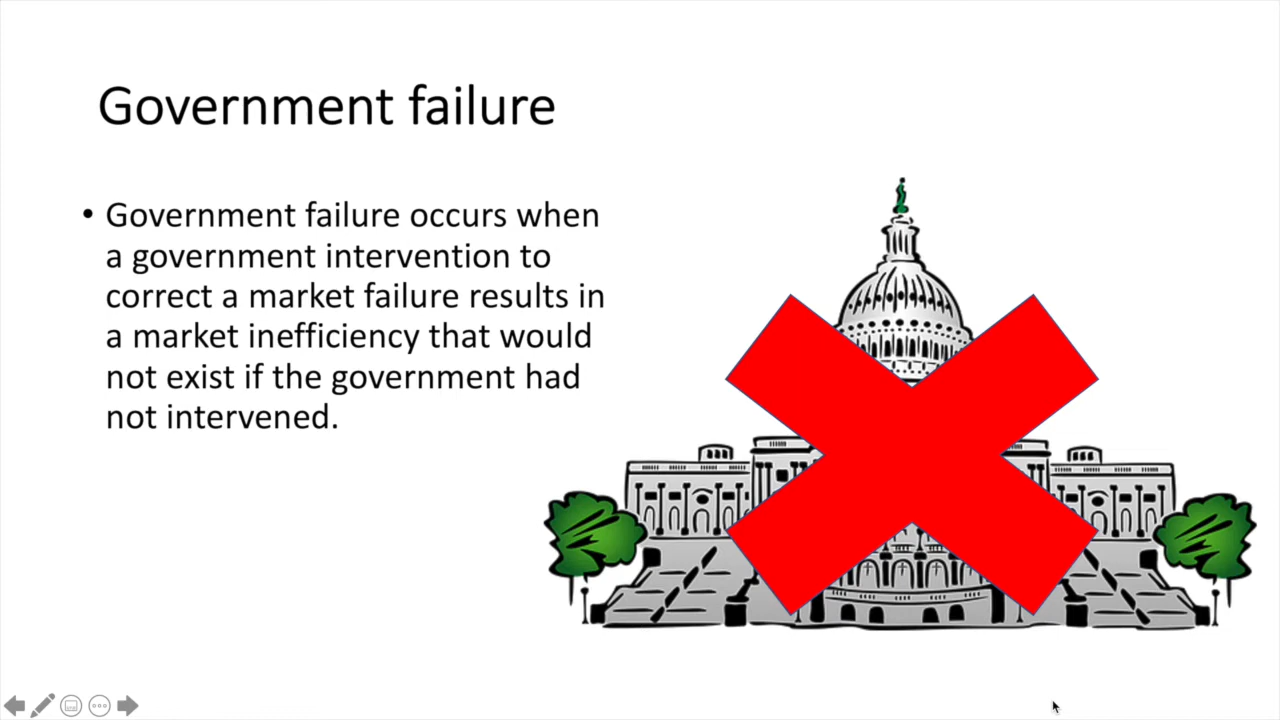 Government failure
• Government failure occurs when
a government intervention to
correct a market failure results in
a market inefficiency that would
not exist if the government had
not intervened.